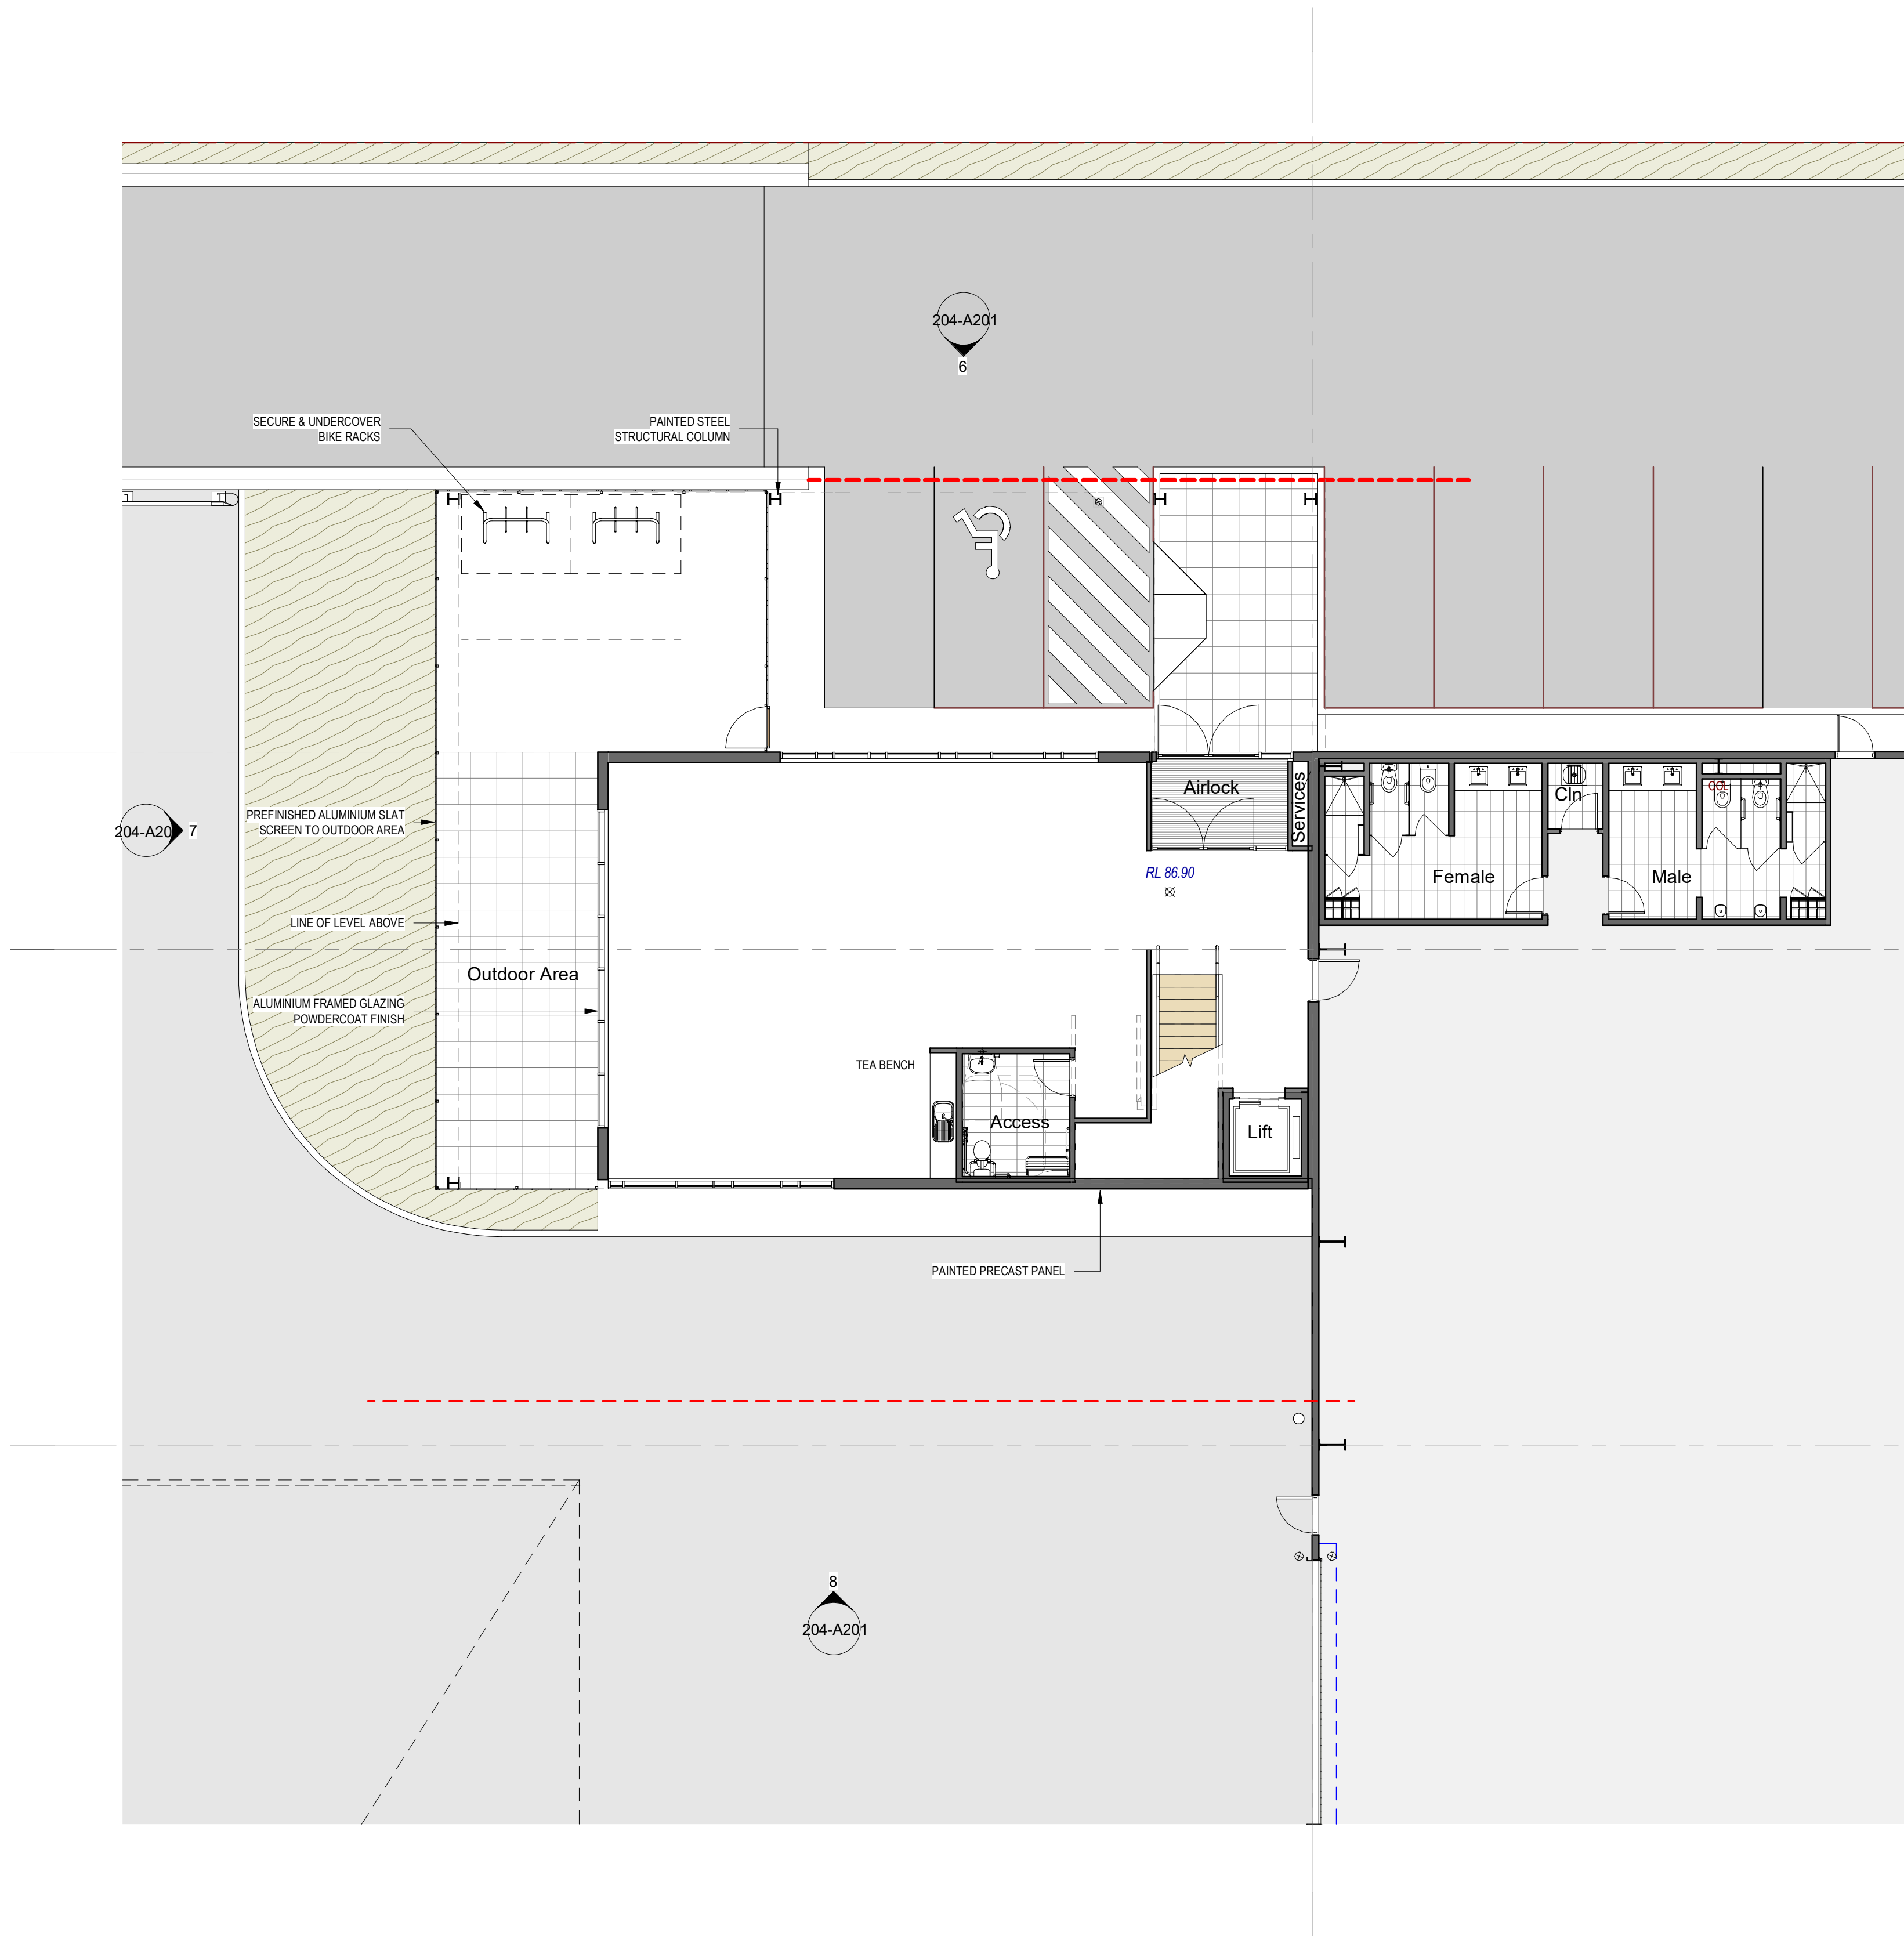 204-A201
6
SECURE & UNDERCOVER
BIKE RACKS
PAINTED STEEL
STRUCTURAL COLUMN
Airlock
Services
Cln
COL
PREFINISHED ALUMINIUM SLAT
SCREEN TO OUTDOOR AREA
204-A20
7
RL 86.90
Female
Male
LINE OF LEVEL ABOVE
Outdoor Area
ALUMINIUM FRAMED GLAZING
POWDERCOAT FINISH
TEA BENCH
Access
Lift
PAINTED PRECAST PANEL
8
204-A201